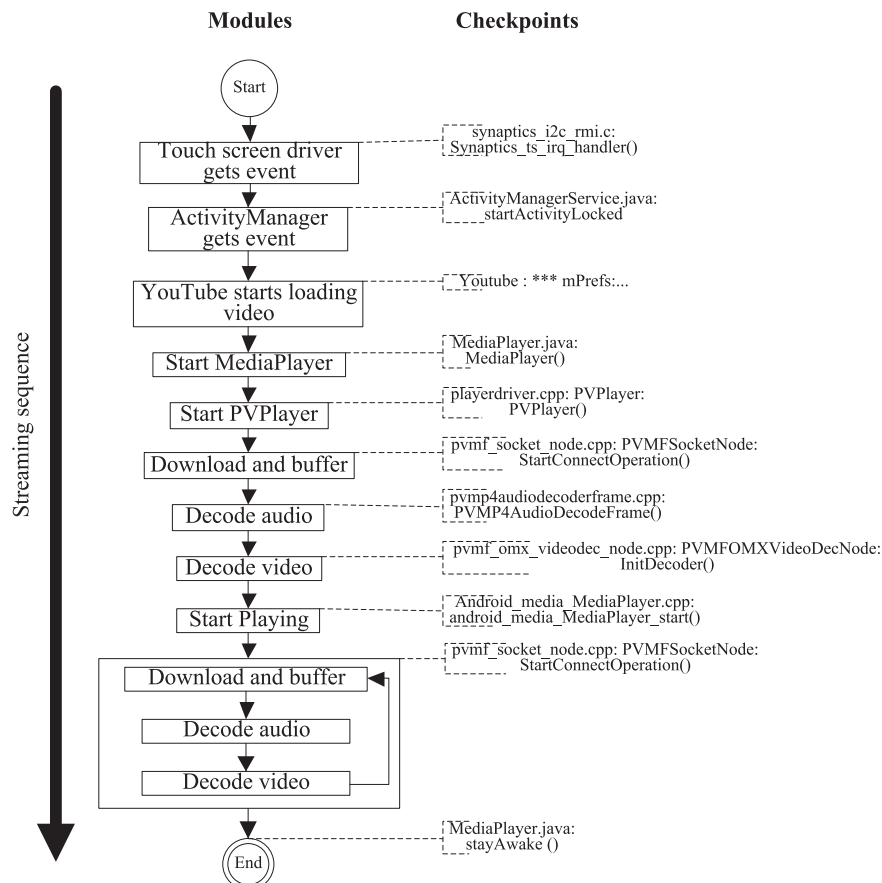 Modules
Checkpoints
Streaming sequence
Start
Touch screen driver
gets event
synaptics_i2c_rmi.c:
Synaptics_ts_irq_handler()
ActivityManager
gets event
ActivityManagerService.java:
startActivityLocked
YouTube starts loading
video
Youtube : *** mPrefs:...
Start MediaPlayer
MediaPlayer.java:
MediaPlayer()
Start PVPlayer
playerdriver.cpp: PVPlayer:
PVPlayer()
Download and buffer
pvmf_socket_node.cpp: PVMFSocketNode:
StartConnectOperation()
Decode audio
pvmp4audiodecoderframe.cpp:
PVMP4AudioDecodeFrame()
Decode video
pvmf_omx_videodec_node.cpp: PVMFOMXVideoDecNode:
InitDecoder()
Start Playing
Android_media_MediaPlayer.cpp:
android_media_MediaPlayer_start()
pvmf_socket_node.cpp: PVMFSocketNode:
StartConnectOperation()
Download and buffer
Decode audio
Decode video
MediaPlayer.java:
stayAwake ()
End